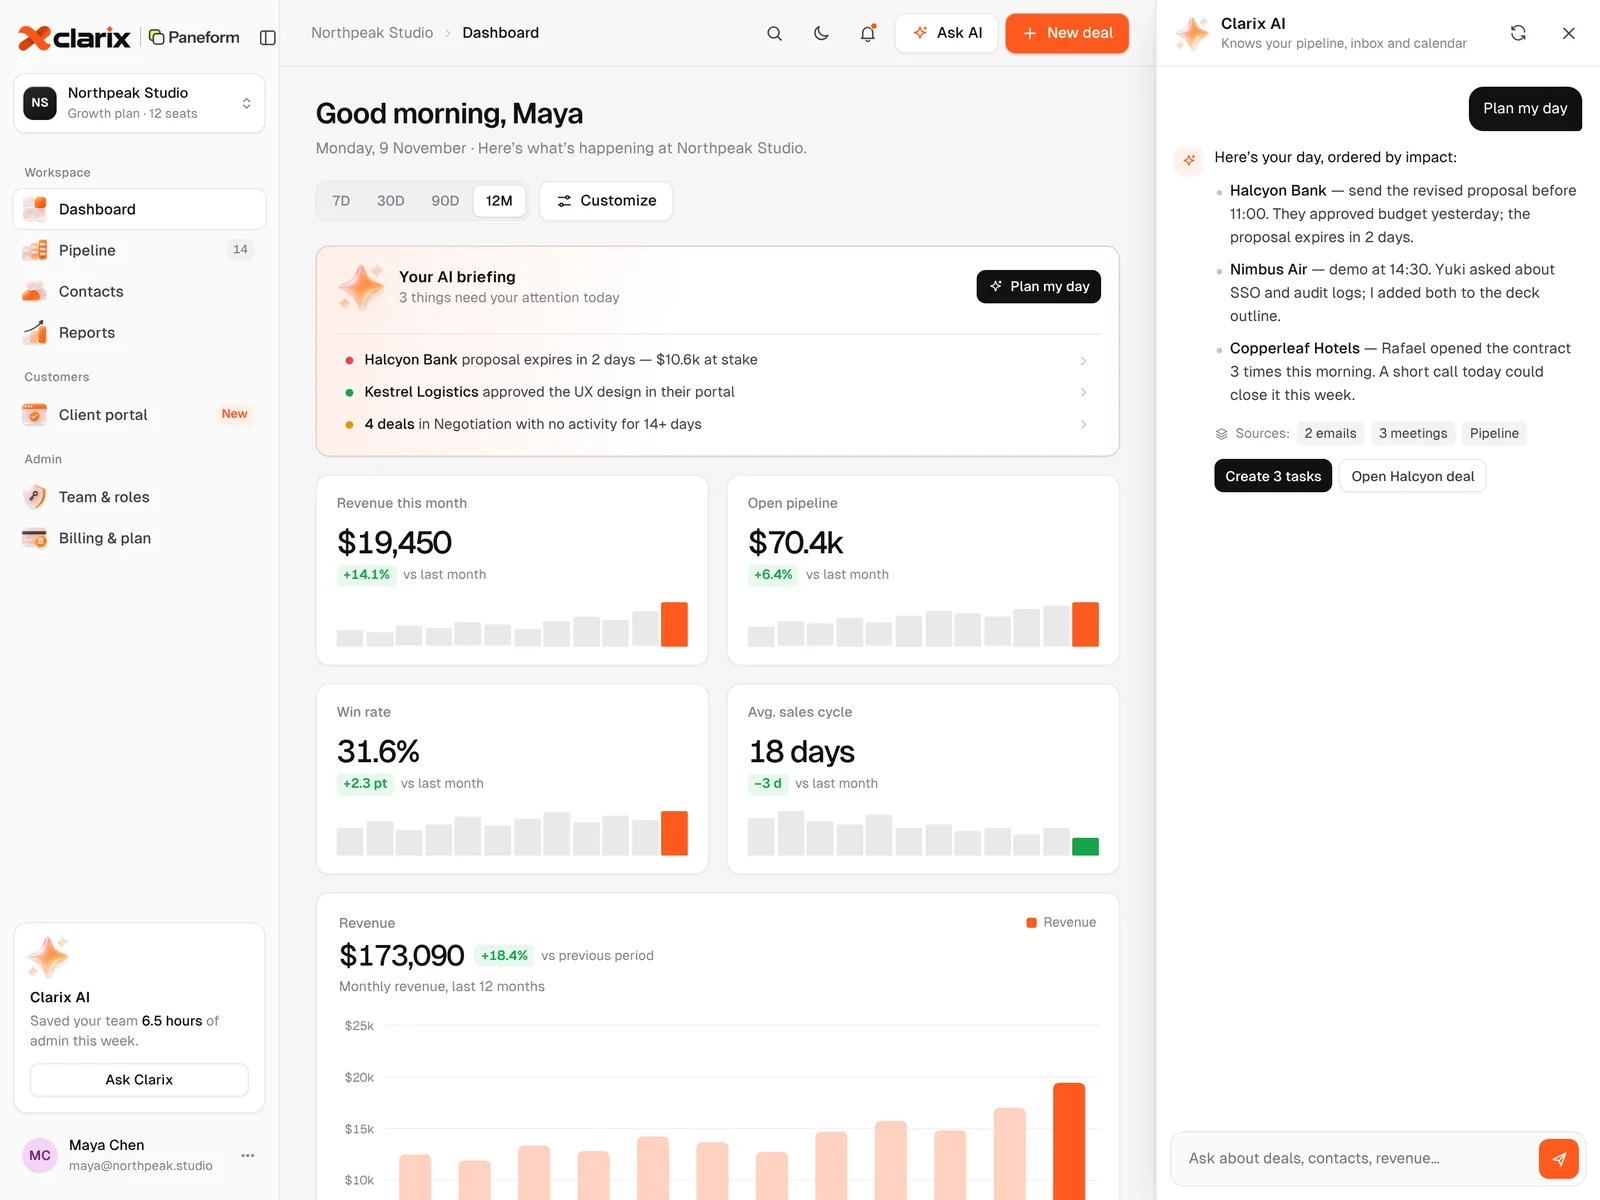 clarix
Paneform
NS
Northpeak Studio
Growth plan · 12 seats
Workspace
Dashboard
Pipeline
14
Contacts
Reports
Customers
Client portal
New
Admin
Team & roles
Billing & plan
Clarix AI
Saved your team 6.5 hours of
admin this week.
Ask Clarix
MC
Maya Chen
maya@northpeak.studio
Northpeak Studio
Dashboard
Ask AI
New deal
Good morning, Maya
Monday, 9 November · Here's what's happening at Northpeak Studio.
7D
30D
90D
12M
Customize
Your AI briefing
3 things need your attention today
Plan my day
Halcyon Bank proposal expires in 2 days — $10.6k at stake
Kestrel Logistics approved the UX design in their portal
4 deals in Negotiation with no activity for 14+ days
Revenue this month
$19,450
+14.1% vs last month
Open pipeline
$70.4k
+6.4% vs last month
Win rate
31.6%
+2.3 pt vs last month
Avg. sales cycle
18 days
−3 d vs last month
Revenue
Revenue
$173,090 +18.4% vs previous period
Monthly revenue, last 12 months
$25k
$20k
$15k
$10k
Clarix AI
Knows your pipeline, inbox and calendar
Plan my day
Here's your day, ordered by impact:
Halcyon Bank — send the revised proposal before
11:00. They approved budget yesterday; the
proposal expires in 2 days.
Nimbus Air — demo at 14:30. Yuki asked about
SSO and audit logs; I added both to the deck
outline.
Copperleaf Hotels — Rafael opened the contract
3 times this morning. A short call today could
close it this week.
Sources: 2 emails 3 meetings Pipeline
Create 3 tasks
Open Halcyon deal
Ask about deals, contacts, revenue...